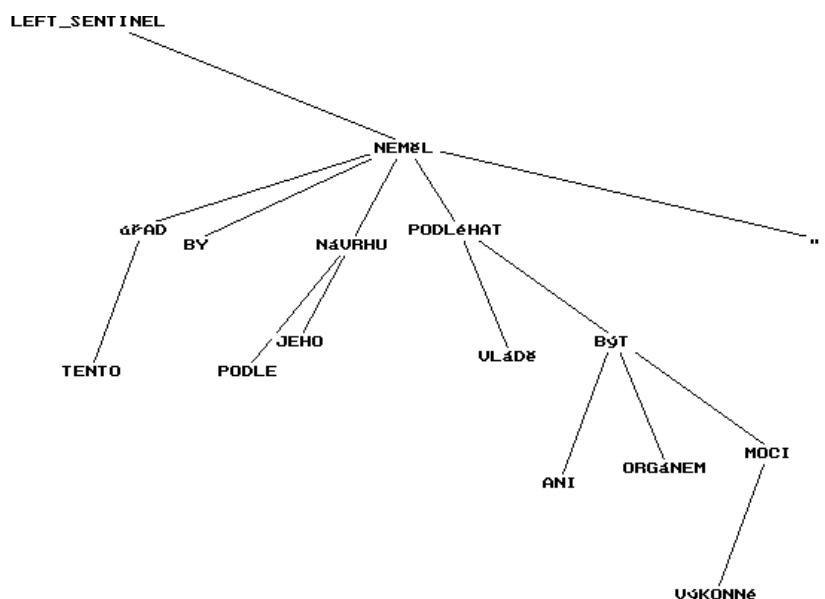 LEFT_SENTINEL
NEMěL
úřAD BY NáVRHU PODLéHAT "
TENTO PODLE JEHO VLáDě BýT
ANI ORGáNEM MOCI
VýKONNé